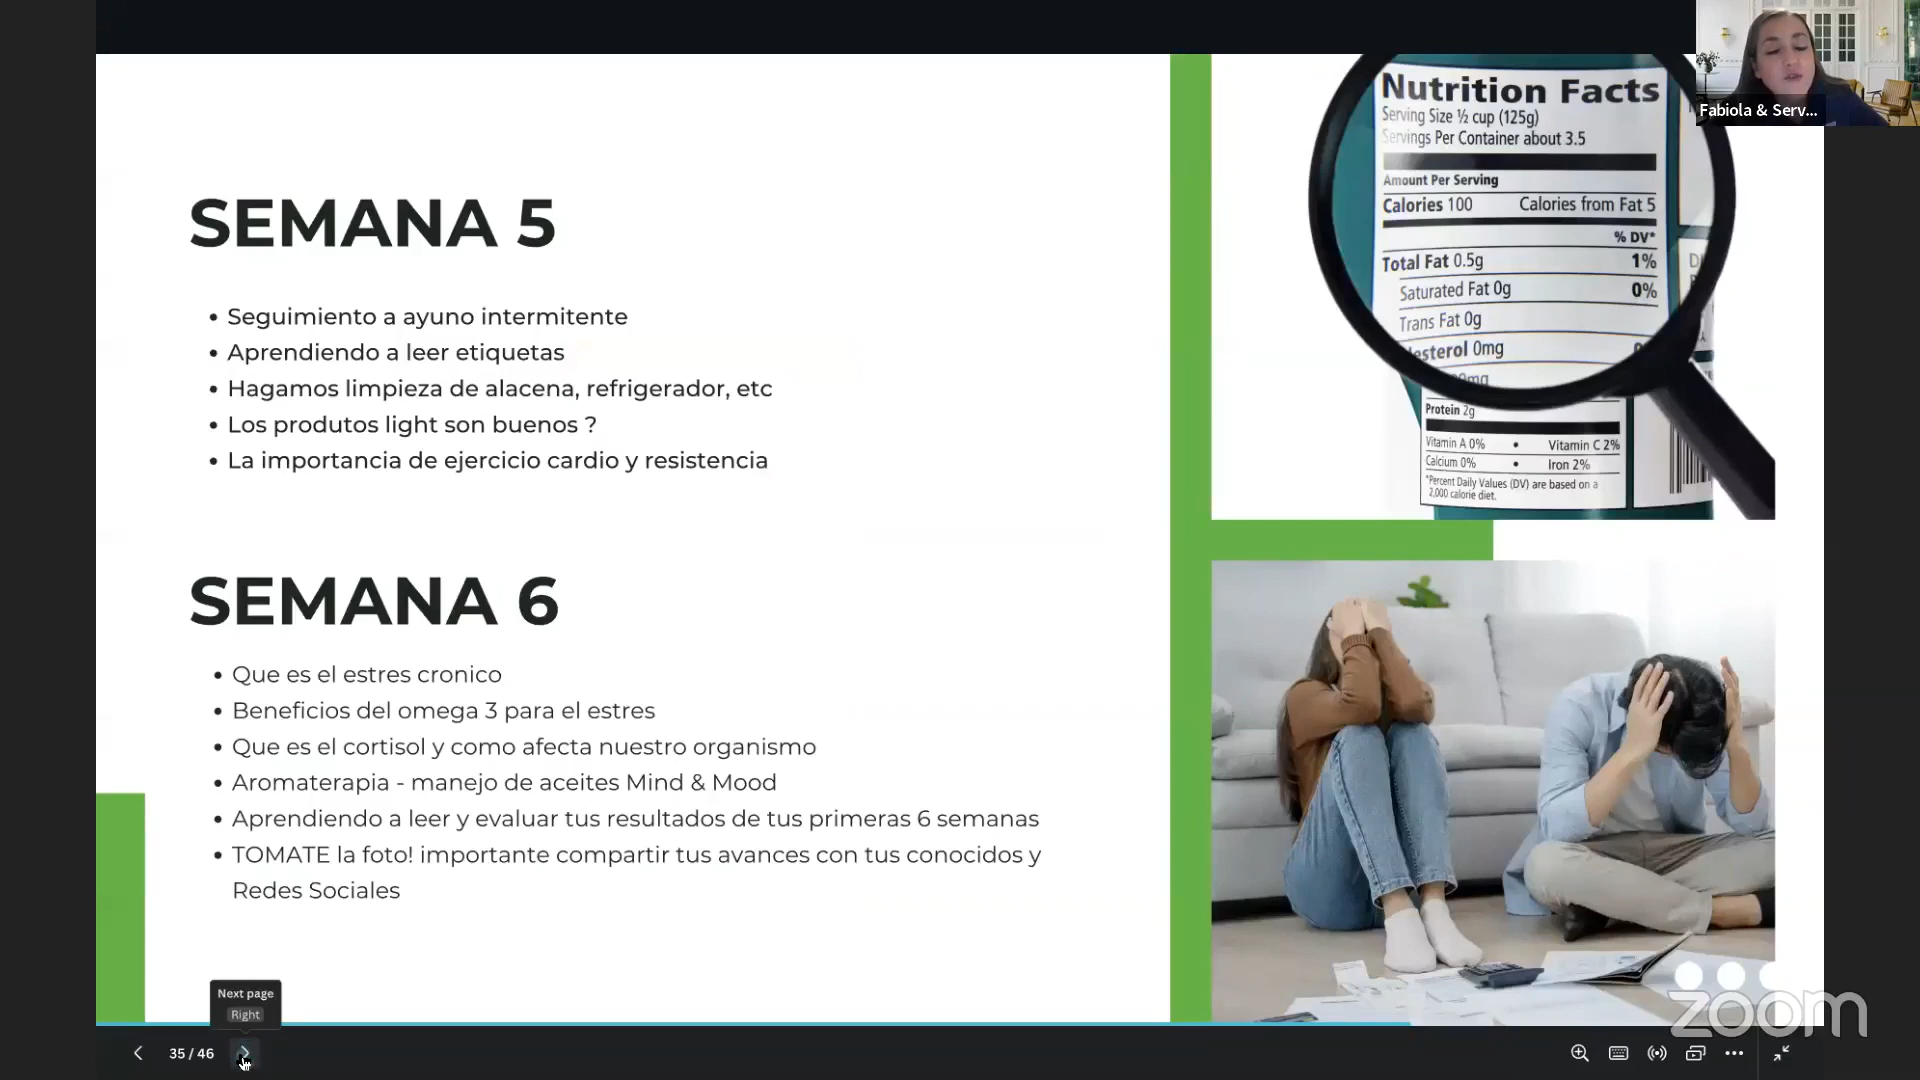 Fabiola & Serv...
SEMANA 5
• Seguimiento a ayuno intermitente
• Aprendiendo a leer etiquetas
• Hagamos limpieza de alacena, refrigerador, etc
• Los produtos light son buenos ?
• La importancia de ejercicio cardio y resistencia
SEMANA 6
• Que es el estres cronico
• Beneficios del omega 3 para el estres
• Que es el cortisol y como afecta nuestro organismo
• Aromaterapia - manejo de aceites Mind & Mood
• Aprendiendo a leer y evaluar tus resultados de tus primeras 6 semanas
• TOMATE la foto! importante compartir tus avances con tus conocidos y
Redes Sociales
Nutrition Facts
Serving Size ½ cup (125g)
Servings Per Container about 3.5
Amount Per Serving
Calories 100 Calories from Fat 5
% DV*
Total Fat 0.5g 1%
Saturated Fat 0g 0%
Trans Fat 0g
esterol 0mg
Protein 2g
Vitamin A 0% • Vitamin C 2%
Calcium 0% • Iron 2%
*Percent Daily Values (DV) are based on a
2,000 calorie diet.
Next page
Right
35 / 46
zoom